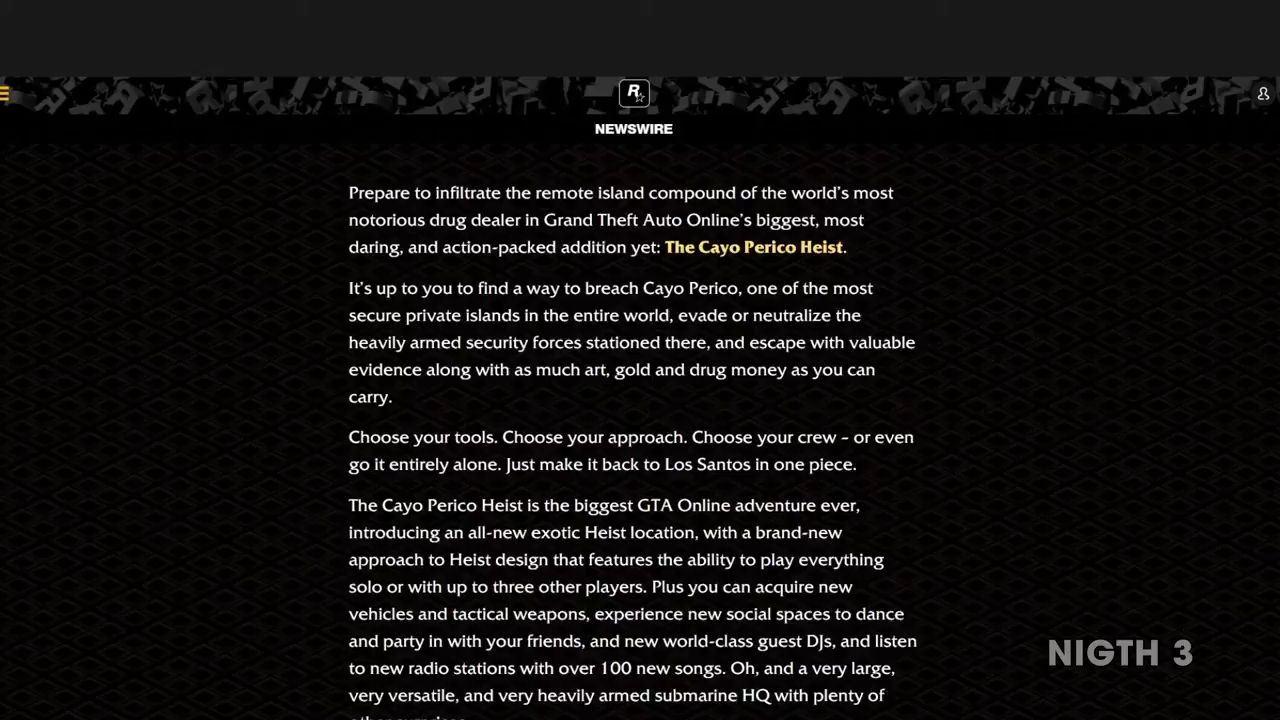 R
NEWSWIRE
Prepare to infiltrate the remote island compound of the world's most
notorious drug dealer in Grand Theft Auto Online's biggest, most
daring, and action-packed addition yet: The Cayo Perico Heist.
It's up to you to find a way to breach Cayo Perico, one of the most
secure private islands in the entire world, evade or neutralize the
heavily armed security forces stationed there, and escape with valuable
evidence along with as much art, gold and drug money as you can
carry.
Choose your tools. Choose your approach. Choose your crew – or even
go it entirely alone. Just make it back to Los Santos in one piece.
The Cayo Perico Heist is the biggest GTA Online adventure ever,
introducing an all-new exotic Heist location, with a brand-new
approach to Heist design that features the ability to play everything
solo or with up to three other players. Plus you can acquire new
vehicles and tactical weapons, experience new social spaces to dance
and party in with your friends, and new world-class guest DJs, and listen
to new radio stations with over 100 new songs. Oh, and a very large,
very versatile, and very heavily armed submarine HQ with plenty of
NIGTH 3